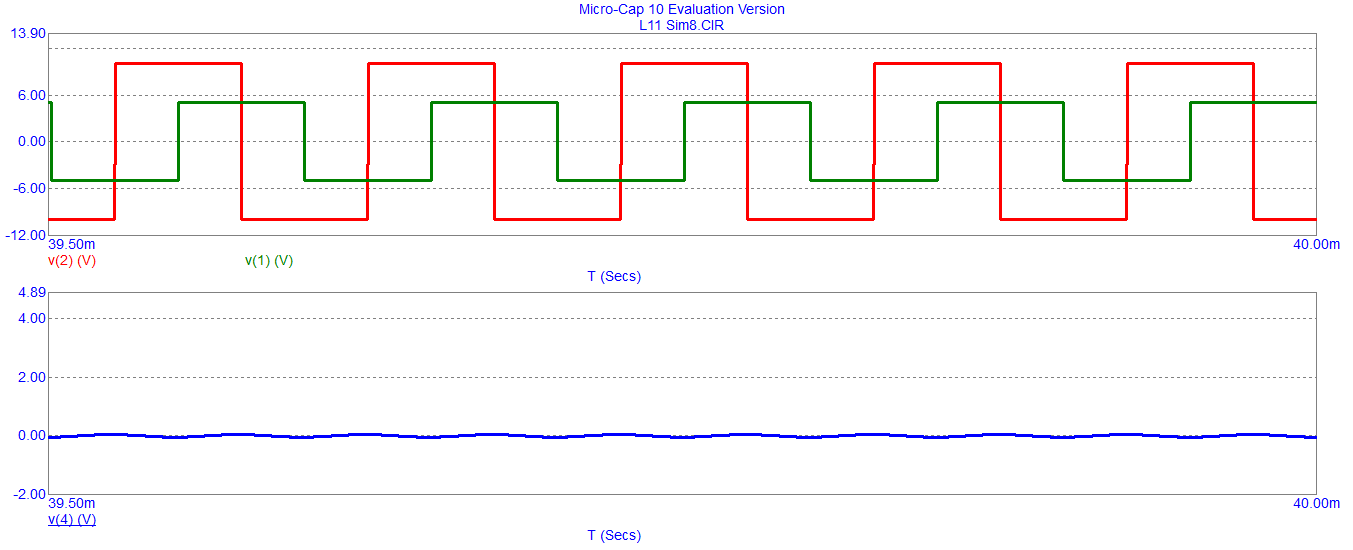 Micro-Cap 10 Evaluation Version
L11 Sim8.CIR
13.90
6.00
0.00
-6.00
-12.00
39.50m 40.00m
v(2) (V) v(1) (V)
T (Secs)
4.89
4.00
2.00
0.00
-2.00
39.50m 40.00m
v(4) (V)
T (Secs)